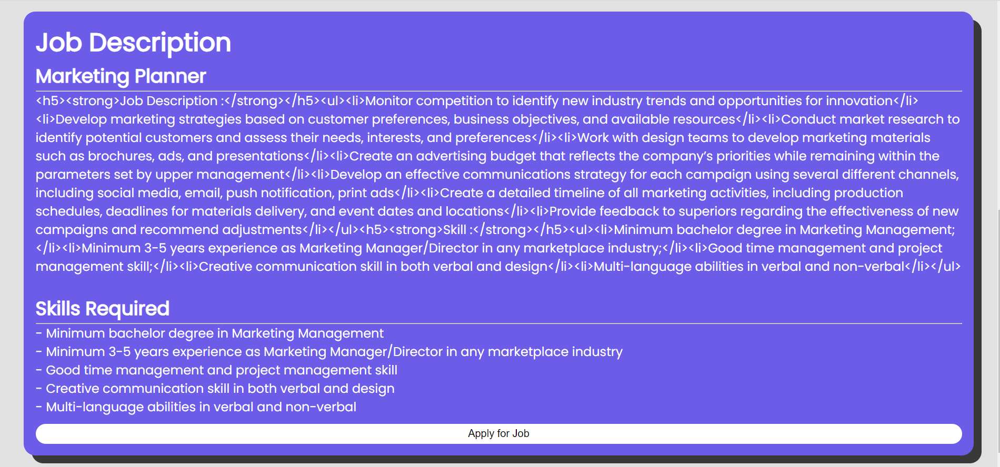 Job Description
Marketing Planner
<h5><strong>Job Description :</strong></h5><ul><li>Monitor competition to identify new industry trends and opportunities for innovation</li>
<li>Develop marketing strategies based on customer preferences, business objectives, and available resources</li><li>Conduct market research to
identify potential customers and assess their needs, interests, and preferences</li><li>Work with design teams to develop marketing materials
such as brochures, ads, and presentations</li><li>Create an advertising budget that reflects the company’s priorities while remaining within the
parameters set by upper management</li><li>Develop an effective communications strategy for each campaign using several different channels,
including social media, email, push notification, print ads</li><li>Create a detailed timeline of all marketing activities, including production
schedules, deadlines for materials delivery, and event dates and locations</li><li>Provide feedback to superiors regarding the effectiveness of new
campaigns and recommend adjustments</li></ul><h5><strong>Skill :</strong></h5><ul><li>Minimum bachelor degree in Marketing Management;
</li><li>Minimum 3-5 years experience as Marketing Manager/Director in any marketplace industry;</li><li>Good time management and project
management skill;</li><li>Creative communication skill in both verbal and design</li><li>Multi-language abilities in verbal and non-verbal</li></ul>
Skills Required
- Minimum bachelor degree in Marketing Management
- Minimum 3-5 years experience as Marketing Manager/Director in any marketplace industry
- Good time management and project management skill
- Creative communication skill in both verbal and design
- Multi-language abilities in verbal and non-verbal
Apply for Job